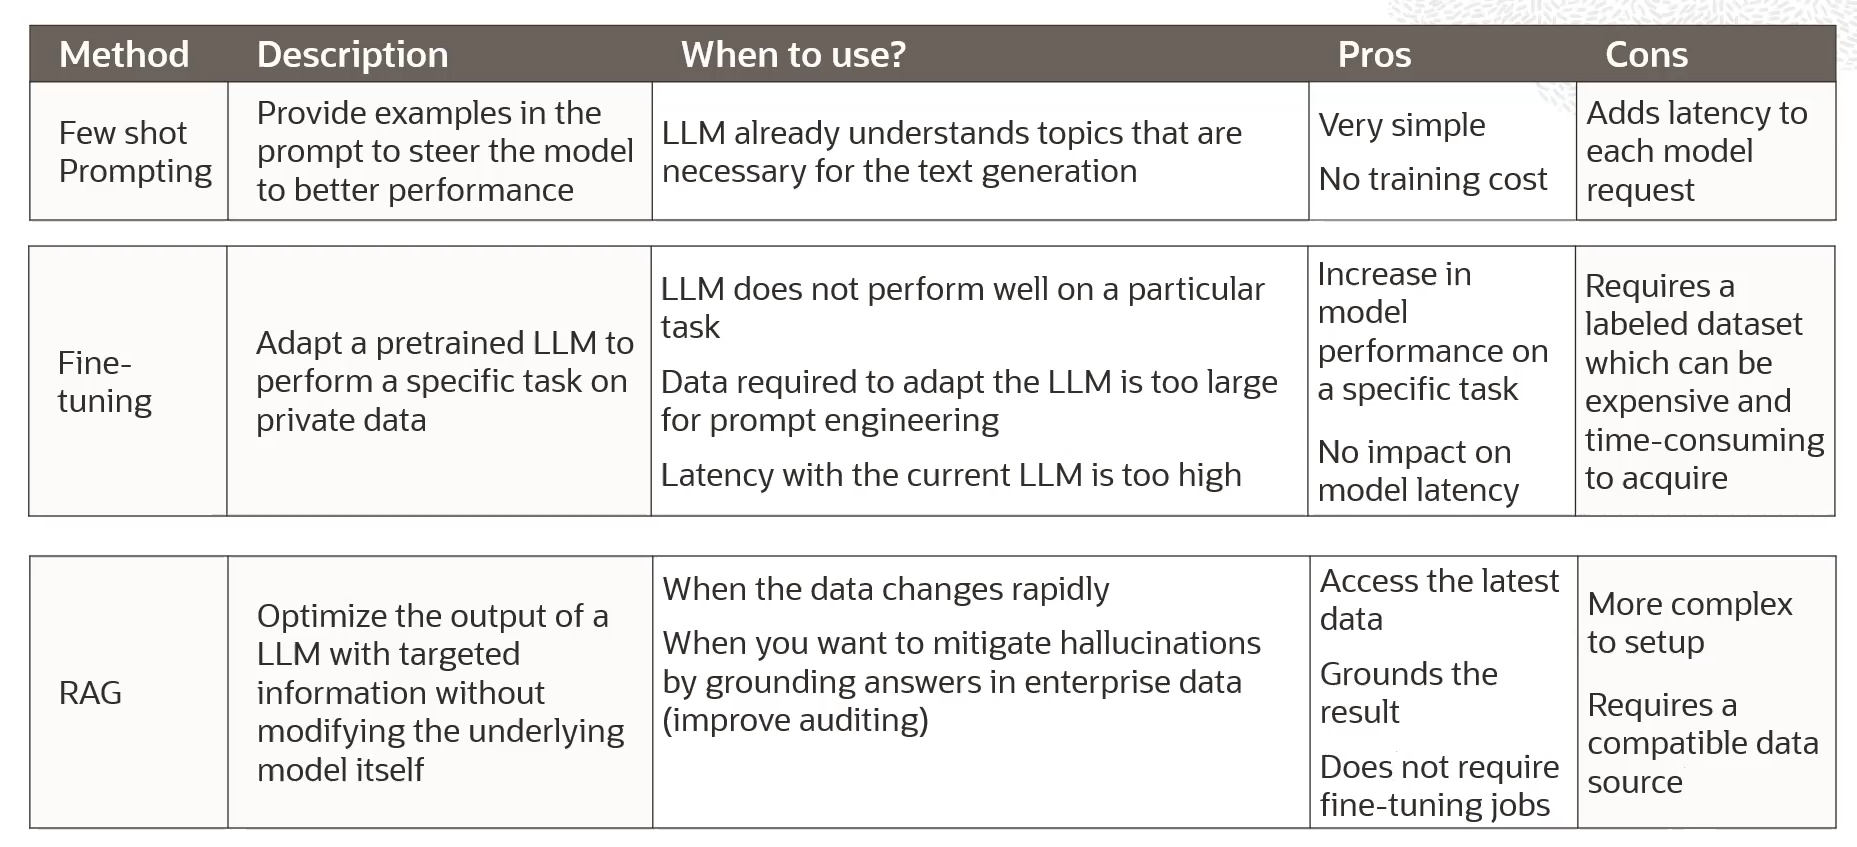 Method
Description
When to use?
Pros
Cons
Few shot
Prompting
Provide examples in the
prompt to steer the model
to better performance
LLM already understands topics that are
necessary for the text generation
Very simple
No training cost
Adds latency to
each model
request
Fine-
tuning
Adapt a pretrained LLM to
perform a specific task on
private data
LLM does not perform well on a particular
task
Data required to adapt the LLM is too large
for prompt engineering
Latency with the current LLM is too high
Increase in
model
performance on
a specific task
No impact on
model latency
Requires a
labeled dataset
which can be
expensive and
time-consuming
to acquire
RAG
Optimize the output of a
LLM with targeted
information without
modifying the underlying
model itself
When the data changes rapidly
When you want to mitigate hallucinations
by grounding answers in enterprise data
(improve auditing)
Access the latest
data
Grounds the
result
Does not require
fine-tuning jobs
More complex
to setup
Requires a
compatible data
source